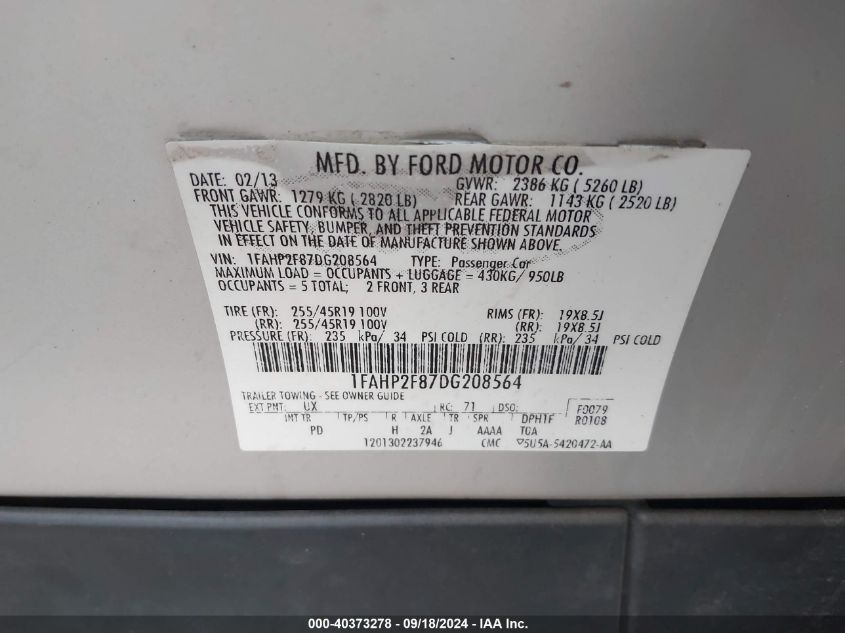 MFD. BY FORD MOTOR CO.
DATE: 02/13 GVWR: 2386 KG ( 5260 LB)
FRONT GAWR: 1279 KG ( 2820 LB) REAR GAWR: 1143 KG ( 2520 LB)
THIS VEHICLE CONFORMS TO ALL APPLICABLE FEDERAL MOTOR
VEHICLE SAFETY, BUMPER, AND THEFT PREVENTION STANDARDS
IN EFFECT ON THE DATE OF MANUFACTURE SHOWN ABOVE.
VIN: 1FAHP2F87DG208564 TYPE: Passenger Car
MAXIMUM LOAD = OCCUPANTS + LUGGAGE = 430KG/ 950LB
OCCUPANTS = 5 TOTAL; 2 FRONT, 3 REAR
TIRE (FR): 255/45R19 100V RIMS (FR): 19X8.5J
(RR): 255/45R19 100V (RR): 19X8.5J
PRESSURE (FR): 235 kPa/ 34 PSI COLD (RR): 235 kPa/ 34 PSI COLD
1FAHP2F87DG208564
TRAILER TOWING - SEE OWNER GUIDE
EXT PNT: UX RC: 71 DSO: F0079
INT TR TP/PS R AXLE TR SPR DPHTF R0108
PD H 2A J AAAA TOA
1201302237946 CMC ▽5U5A-5420472-AA
000-40373278 - 09/18/2024 - IAA Inc.